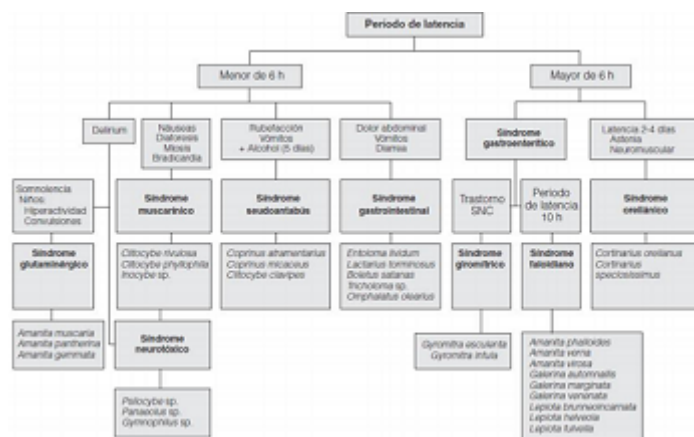 Periodo de latencia
Menor de 6 h
Mayor de 6 h
Delirium
Náuseas
Diaforesis
Miosis
Bradicardia
Rubefacción
Vómitos
+ Alcohol (5 días)
Dolor abdominal
Vómitos
Diarrea
Síndrome
gastroenterítico
Latencia 2-4 días
Astenia
Neuromuscular
Somnolencia
Niños:
Hiperactividad
Convulsiones
Síndrome
muscarínico
Síndrome
seudoantabús
Síndrome
gastrointestinal
Trastorno
SNC
Periodo
de latencia
10 h
Síndrome
orellánico
Síndrome
glutaminérgico
Clitocybe rivulosa
Clitocybe phyllophila
Inocybe sp.
Coprinus atramentarius
Coprinus micaceus
Clitocybe clavipes
Entoloma lividum
Lactarius torminosus
Boletus satanas
Tricholoma sp.
Omphalotus olearius
Síndrome
giromítrico
Síndrome
faloidiano
Cortinarius orellanus
Cortinarius
speciosissimus
Amanita muscaria
Amanita pantherina
Amanita gemmata
Síndrome
neurotóxico
Gyromitra esculenta
Gyromitra infula
Amanita phalloides
Amanita verna
Amanita virosa
Galerina automnalis
Galerina marginata
Galerina venenata
Lepiota brunneoincarnata
Lepiota helveola
Lepiota fulvella
Psilocybe sp.
Panaeolus sp.
Gymnophilus sp.